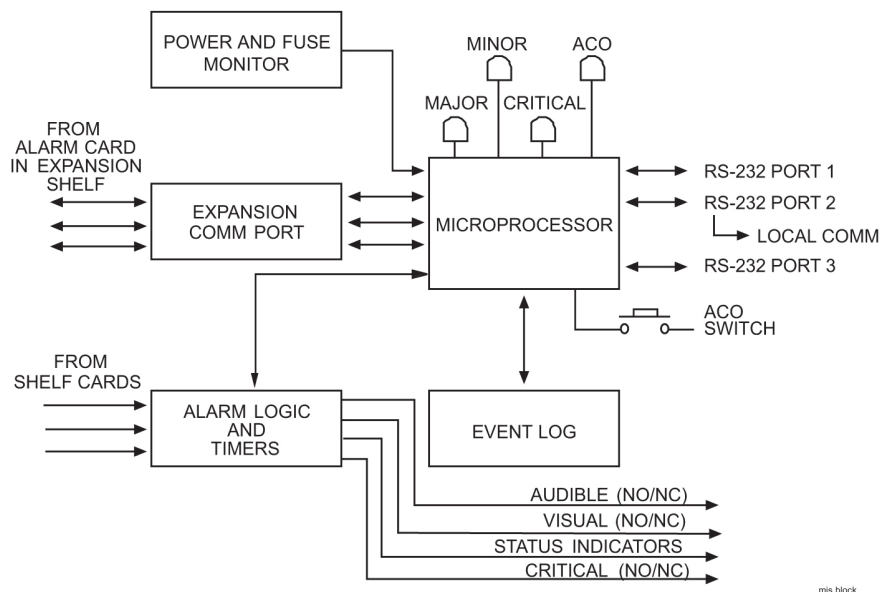 POWER AND FUSE
MONITOR
MINOR
ACO
MAJOR
CRITICAL
FROM
ALARM CARD
IN EXPANSION
SHELF
EXPANSION
COMM PORT
MICROPROCESSOR
RS-232 PORT 1
RS-232 PORT 2
LOCAL COMM
RS-232 PORT 3
ACO
SWITCH
FROM
SHELF CARDS
ALARM LOGIC
AND
TIMERS
EVENT LOG
AUDIBLE (NO/NC)
VISUAL (NO/NC)
STATUS INDICATORS
CRITICAL (NO/NC)
mis block